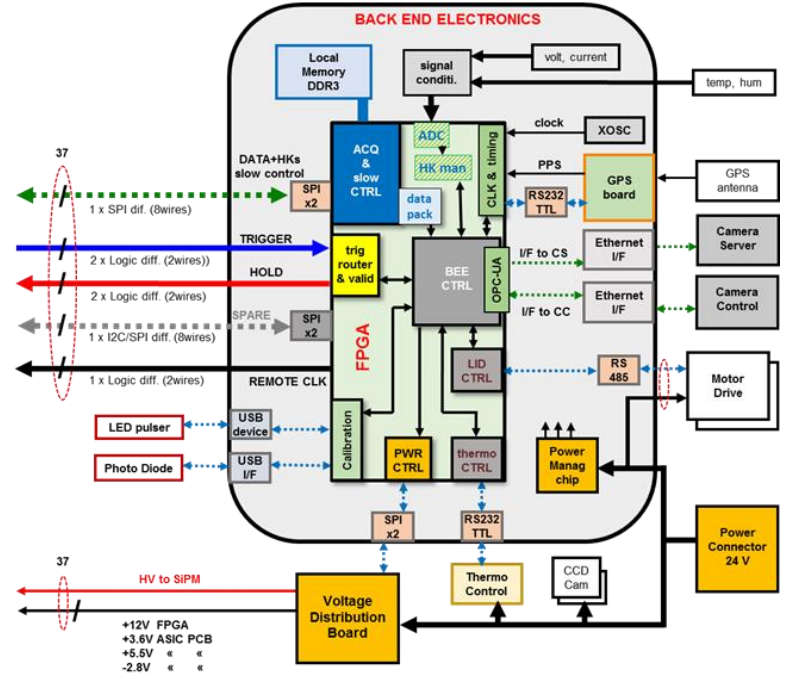 BACK END ELECTRONICS
Local
Memory
DDR3
signal
conditi.
volt, current
temp, hum
37
DATA+HKs
slow control
SPI
x2
1 x SPI dif. (8wires)
ACQ
&
slow
CTRL
ADC
HK man
data
pack
CLK & timing
clock
XOSC
PPS
RS232
TTL
GPS
board
GPS
antenna
TRIGGER
2 x Logic diff. (2wires))
trig
router
& valid
HOLD
2 x Logic diff. (2wires)
BEE
CTRL
OPC-UA
I/F to CS
Ethernet
I/F
Camera
Server
I/F to CC
Ethernet
I/F
Camera
Control
SPARE
SPI
x2
1 x I2C/SPI diff. (8wires)
FPGA
1 x Logic diff. (2wires)
REMOTE CLK
LID
CTRL
RS
485
Motor
Drive
LED pulser
USB
device
Photo Diode
USB
I/F
Calibration
PWR
CTRL
thermo
CTRL
Power
Manag
chip
SPI
x2
RS232
TTL
Power
Connector
24 V
37
HV to SiPM
Voltage
Distribution
Board
Thermo
Control
CCD
Cam
+12V FPGA
+3.6V ASIC PCB
+5.5V « «
-2.8V « «